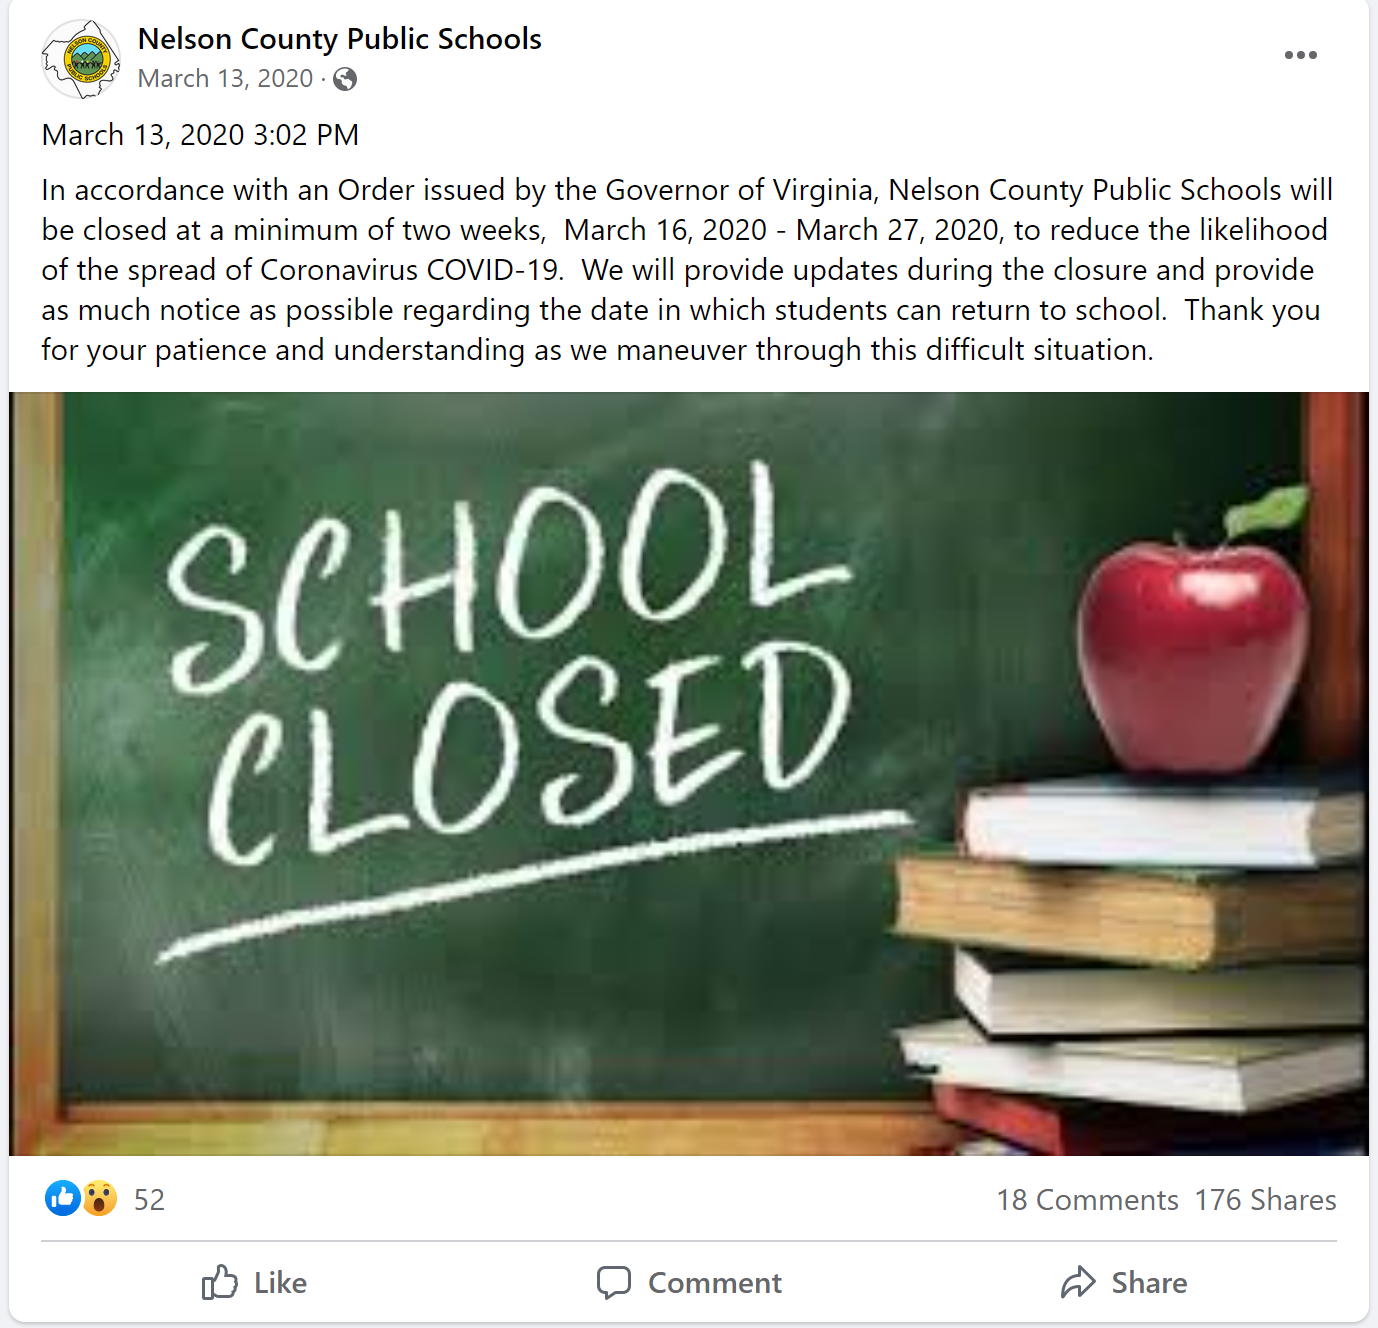 Nelson County Public Schools
March 13, 2020 ·
March 13, 2020 3:02 PM
In accordance with an Order issued by the Governor of Virginia, Nelson County Public Schools will
be closed at a minimum of two weeks,  March 16, 2020 - March 27, 2020, to reduce the likelihood
of the spread of Coronavirus COVID-19.  We will provide updates during the closure and provide
as much notice as possible regarding the date in which students can return to school.  Thank you
for your patience and understanding as we maneuver through this difficult situation.
SCHOOL
CLOSED
52 18 Comments 176 Shares
Like Comment Share
NELSON COUNTY
PUBLIC SCHOOLS